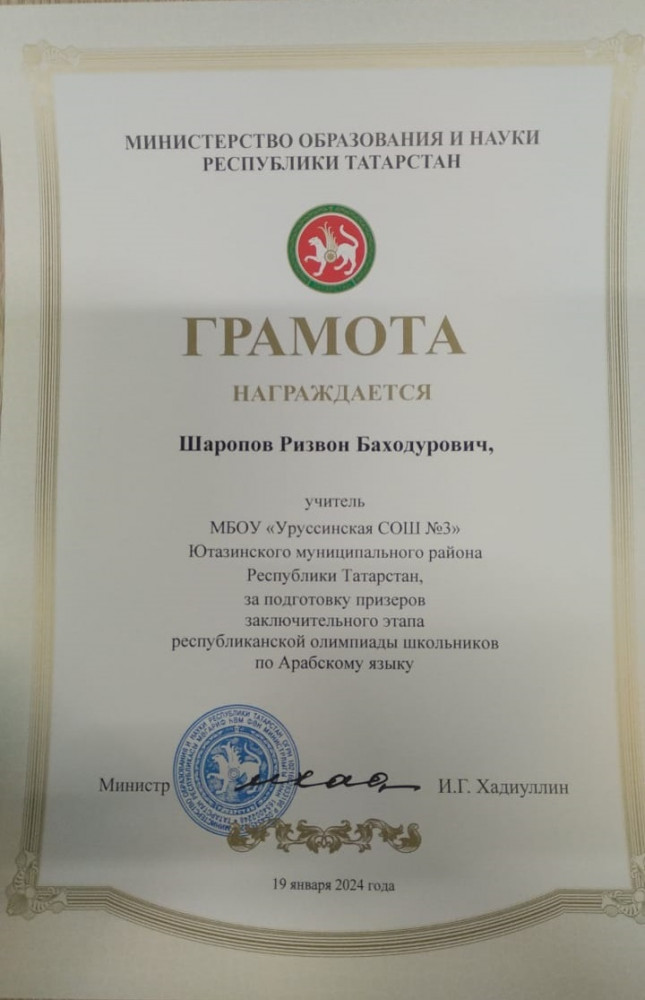 МИНИСТЕРСТВО ОБРАЗОВАНИЯ И НАУКИ
РЕСПУБЛИКИ ТАТАРСТАН
ГРАМОТА
НАГРАЖДАЕТСЯ
Шаропов Ризвон Баходурович,
учитель
МБОУ «Уруссинская СОШ №3»
Ютазинского муниципального района
Республики Татарстан,
за подготовку призеров
заключительного этапа
республиканской олимпиады школьников
по Арабскому языку
Министр И.Г. Хадиуллин
19 января 2024 года